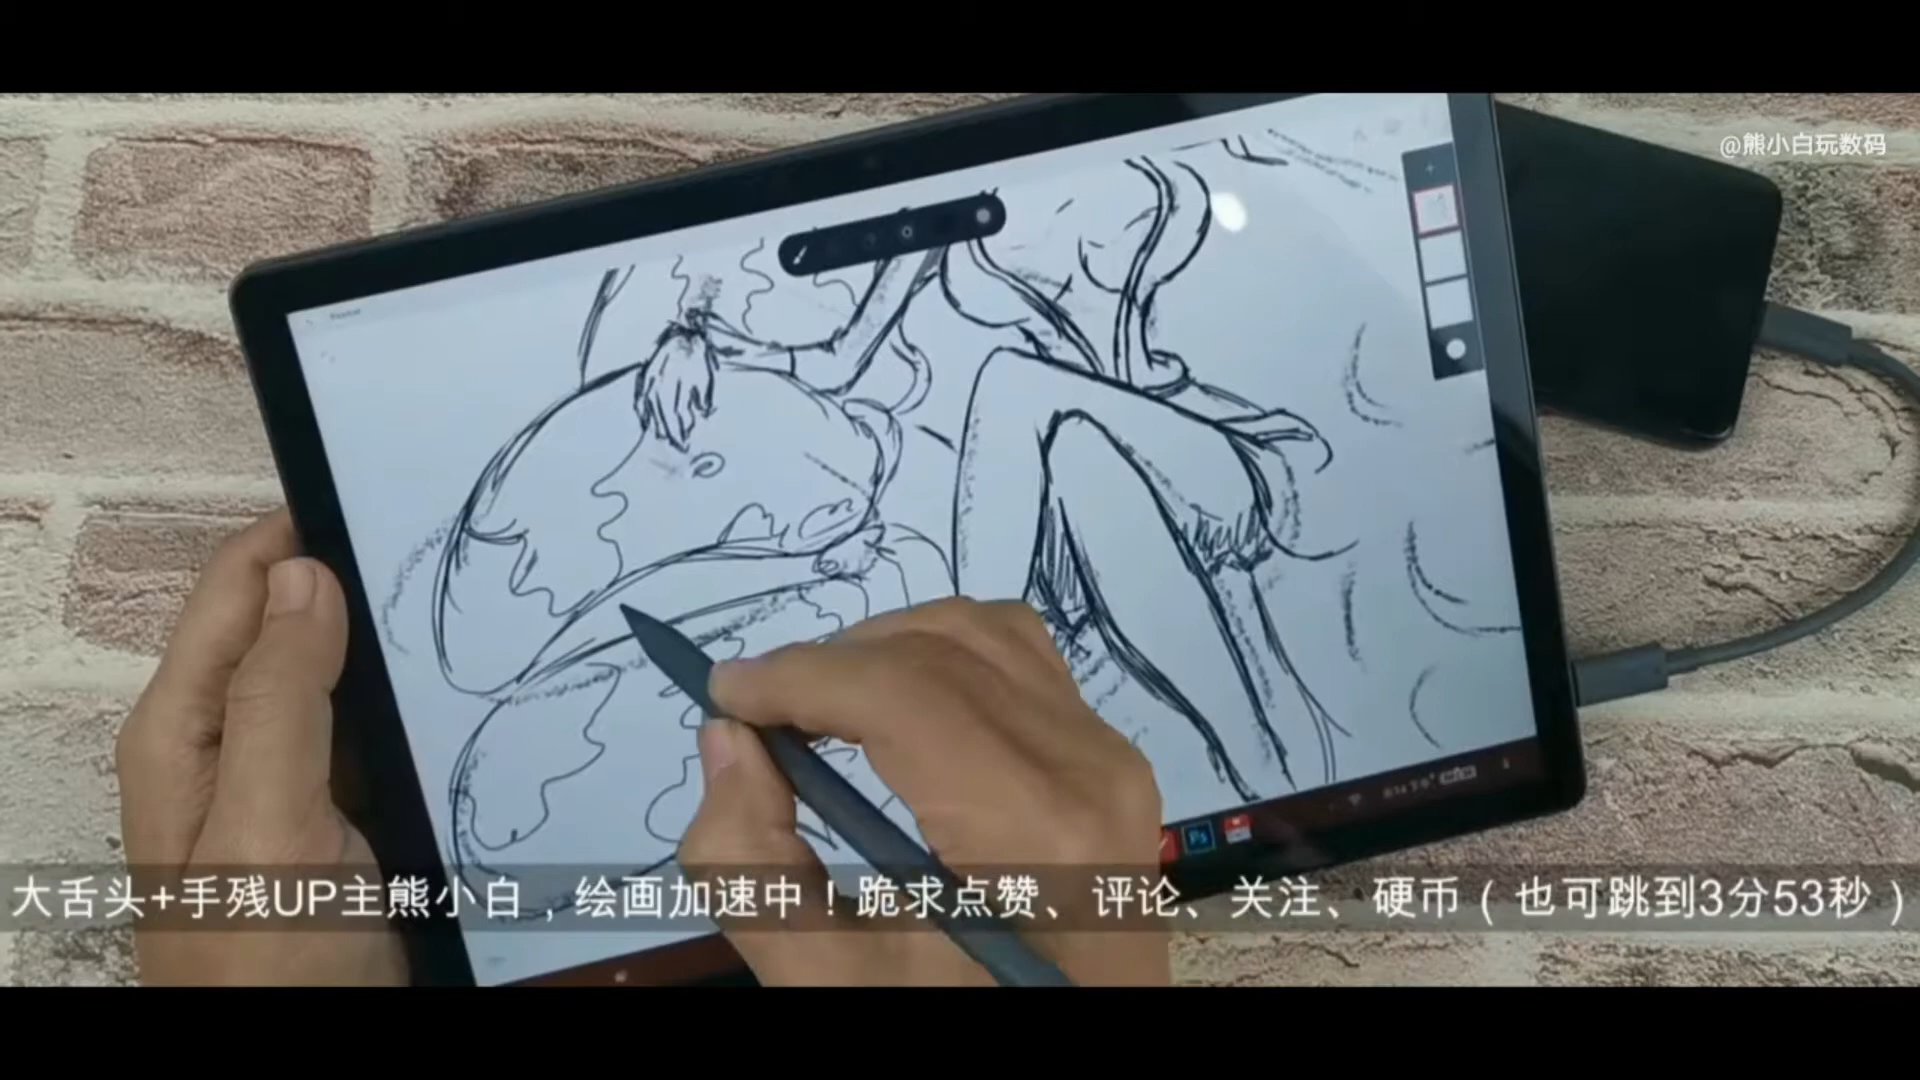 @熊小白玩数码
Ps
大舌头+手残UP主熊小白，绘画加速中！跪求点赞、评论、关注、硬币（也可跳到3分53秒）